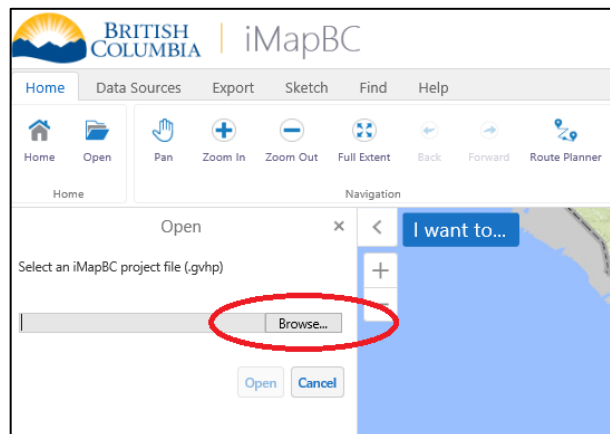 BRITISH
COLUMBIA
iMapBC
Home Data Sources Export Sketch Find Help
Home Open Pan Zoom In Zoom Out Full Extent Back Forward Route Planner
Home Navigation
Open
I want to...
Select an iMapBC project file (.gvhp)
Browse...
Open Cancel